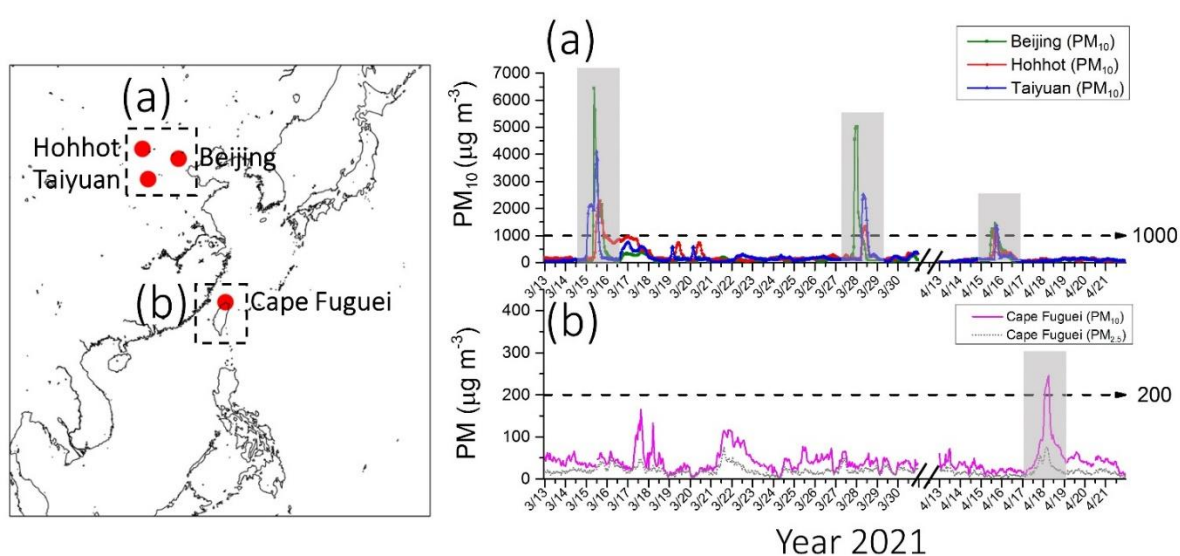 (a)
Hohhot
Beijing
Taiyuan
(b)
Cape Fuguei
(a)
Beijing (PM₁₀)
Hohhot (PM₁₀)
Taiyuan (PM₁₀)
PM₁₀ (µg m⁻³)
7000
6000
5000
4000
3000
2000
1000
0
1000
3/13 3/14 3/15 3/16 3/17 3/18 3/19 3/20 3/21 3/22 3/23 3/24 3/25 3/26 3/27 3/28 3/29 3/30 4/13 4/14 4/15 4/16 4/17 4/18 4/19 4/20 4/21
(b)
Cape Fuguei (PM₁₀)
Cape Fuguei (PM₂.₅)
PM (µg m⁻³)
400
300
200
100
0
200
3/13 3/14 3/15 3/16 3/17 3/18 3/19 3/20 3/21 3/22 3/23 3/24 3/25 3/26 3/27 3/28 3/29 3/30 4/13 4/14 4/15 4/16 4/17 4/18 4/19 4/20 4/21
Year 2021